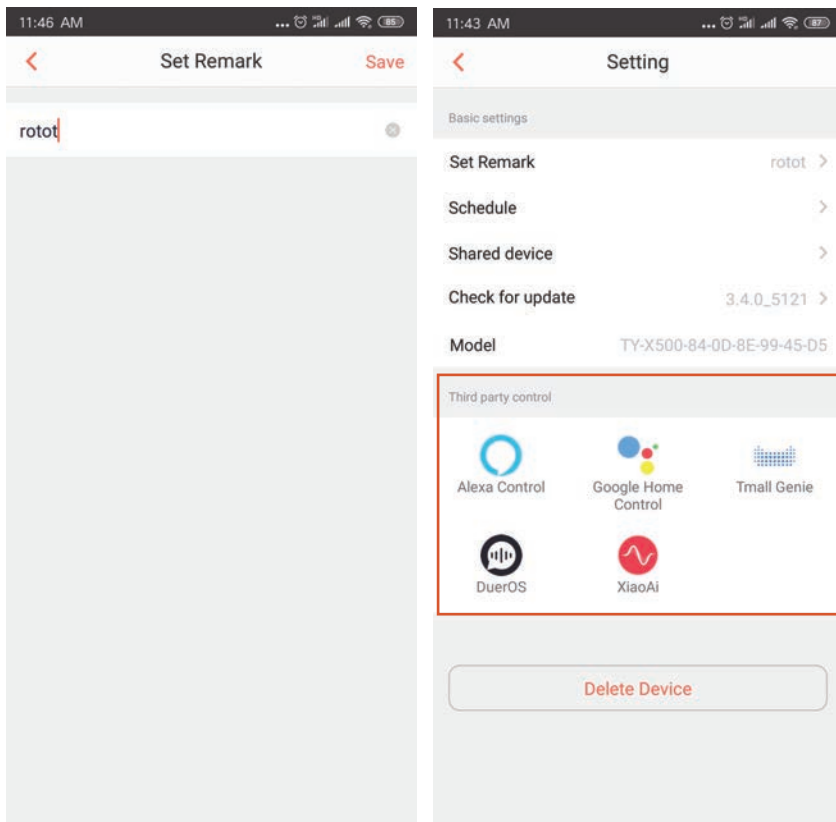 11:46 AM
85
Set Remark
Save
rotot
11:43 AM
87
Setting
Basic settings
Set Remark
rotot
Schedule
Shared device
Check for update
3.4.0_5121
Model
TY-X500-84-0D-8E-99-45-D5
Third party control
Alexa Control
Google Home
Control
Tmall Genie
DuerOS
XiaoAi
Delete Device